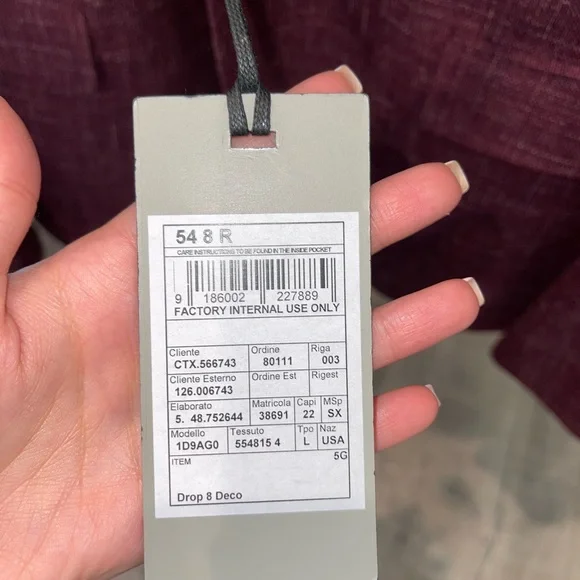 54 8 R
CARE INSTRUCTIONS TO BE FOUND IN THE INSIDE POCKET
9 186002 227889
FACTORY INTERNAL USE ONLY
Cliente Ordine Riga
CTX.566743 80111 003
Cliente Esterno Ordine Est Rigest
126.006743
Elaborato Matricola Capi MSp
5. 48.752644 38691 22 SX
Modello Tessuto Tpo Naz
1D9AG0 554815 4 L USA
ITEM 5G
Drop 8 Deco